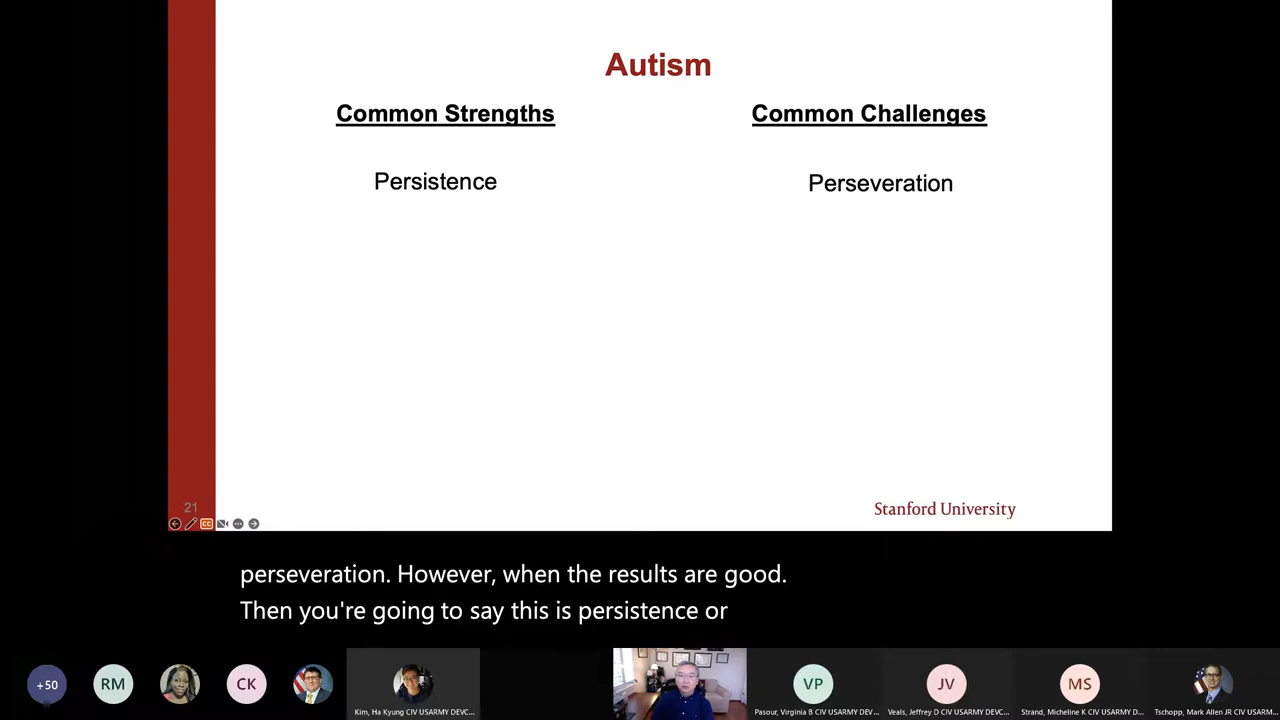 Autism
Common Strengths
Common Challenges
Persistence
Perseveration
21
CC
Stanford University
perseveration. However, when the results are good.
Then you're going to say this is persistence or
+50
RM
CK
VP
JV
MS
Kim, Ha Kyung CIV USARMY DEVC...
Pasour, Virginia B CIV USARMY DEV...
Veals, Jeffrey D CIV USARMY DEVC...
Strand, Micheline K CIV USARMY D...
Tschopp, Mark Allen JR CIV USARM...